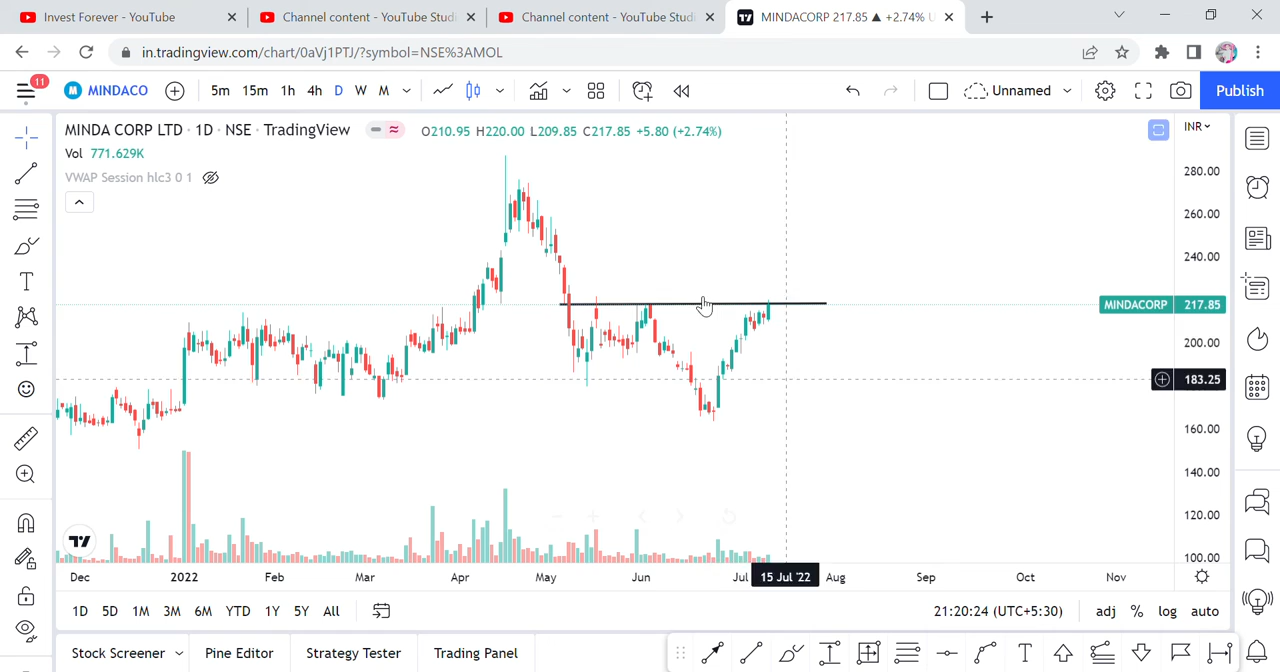 Invest Forever - YouTube
Channel content - YouTube Studi
Channel content - YouTube Studi
MINDACORP 217.85 ▲ +2.74% U
in.tradingview.com/chart/0aVj1PTJ/?symbol=NSE%3AMOL
11
MINDACO
5m 15m 1h 4h D W M
Unnamed
Publish
MINDA CORP LTD · 1D · NSE · TradingView
O210.95 H220.00 L209.85 C217.85 +5.80 (+2.74%)
INR
Vol 771.629K
VWAP Session hlc3 0 1
280.00
260.00
240.00
MINDACORP 217.85
200.00
183.25
160.00
140.00
120.00
100.00
Dec 2022 Feb Mar Apr May Jun Jul 15 Jul '22 Aug Sep Oct Nov
1D 5D 1M 3M 6M YTD 1Y 5Y All
21:20:24 (UTC+5:30)
adj % log auto
Stock Screener
Pine Editor
Strategy Tester
Trading Panel